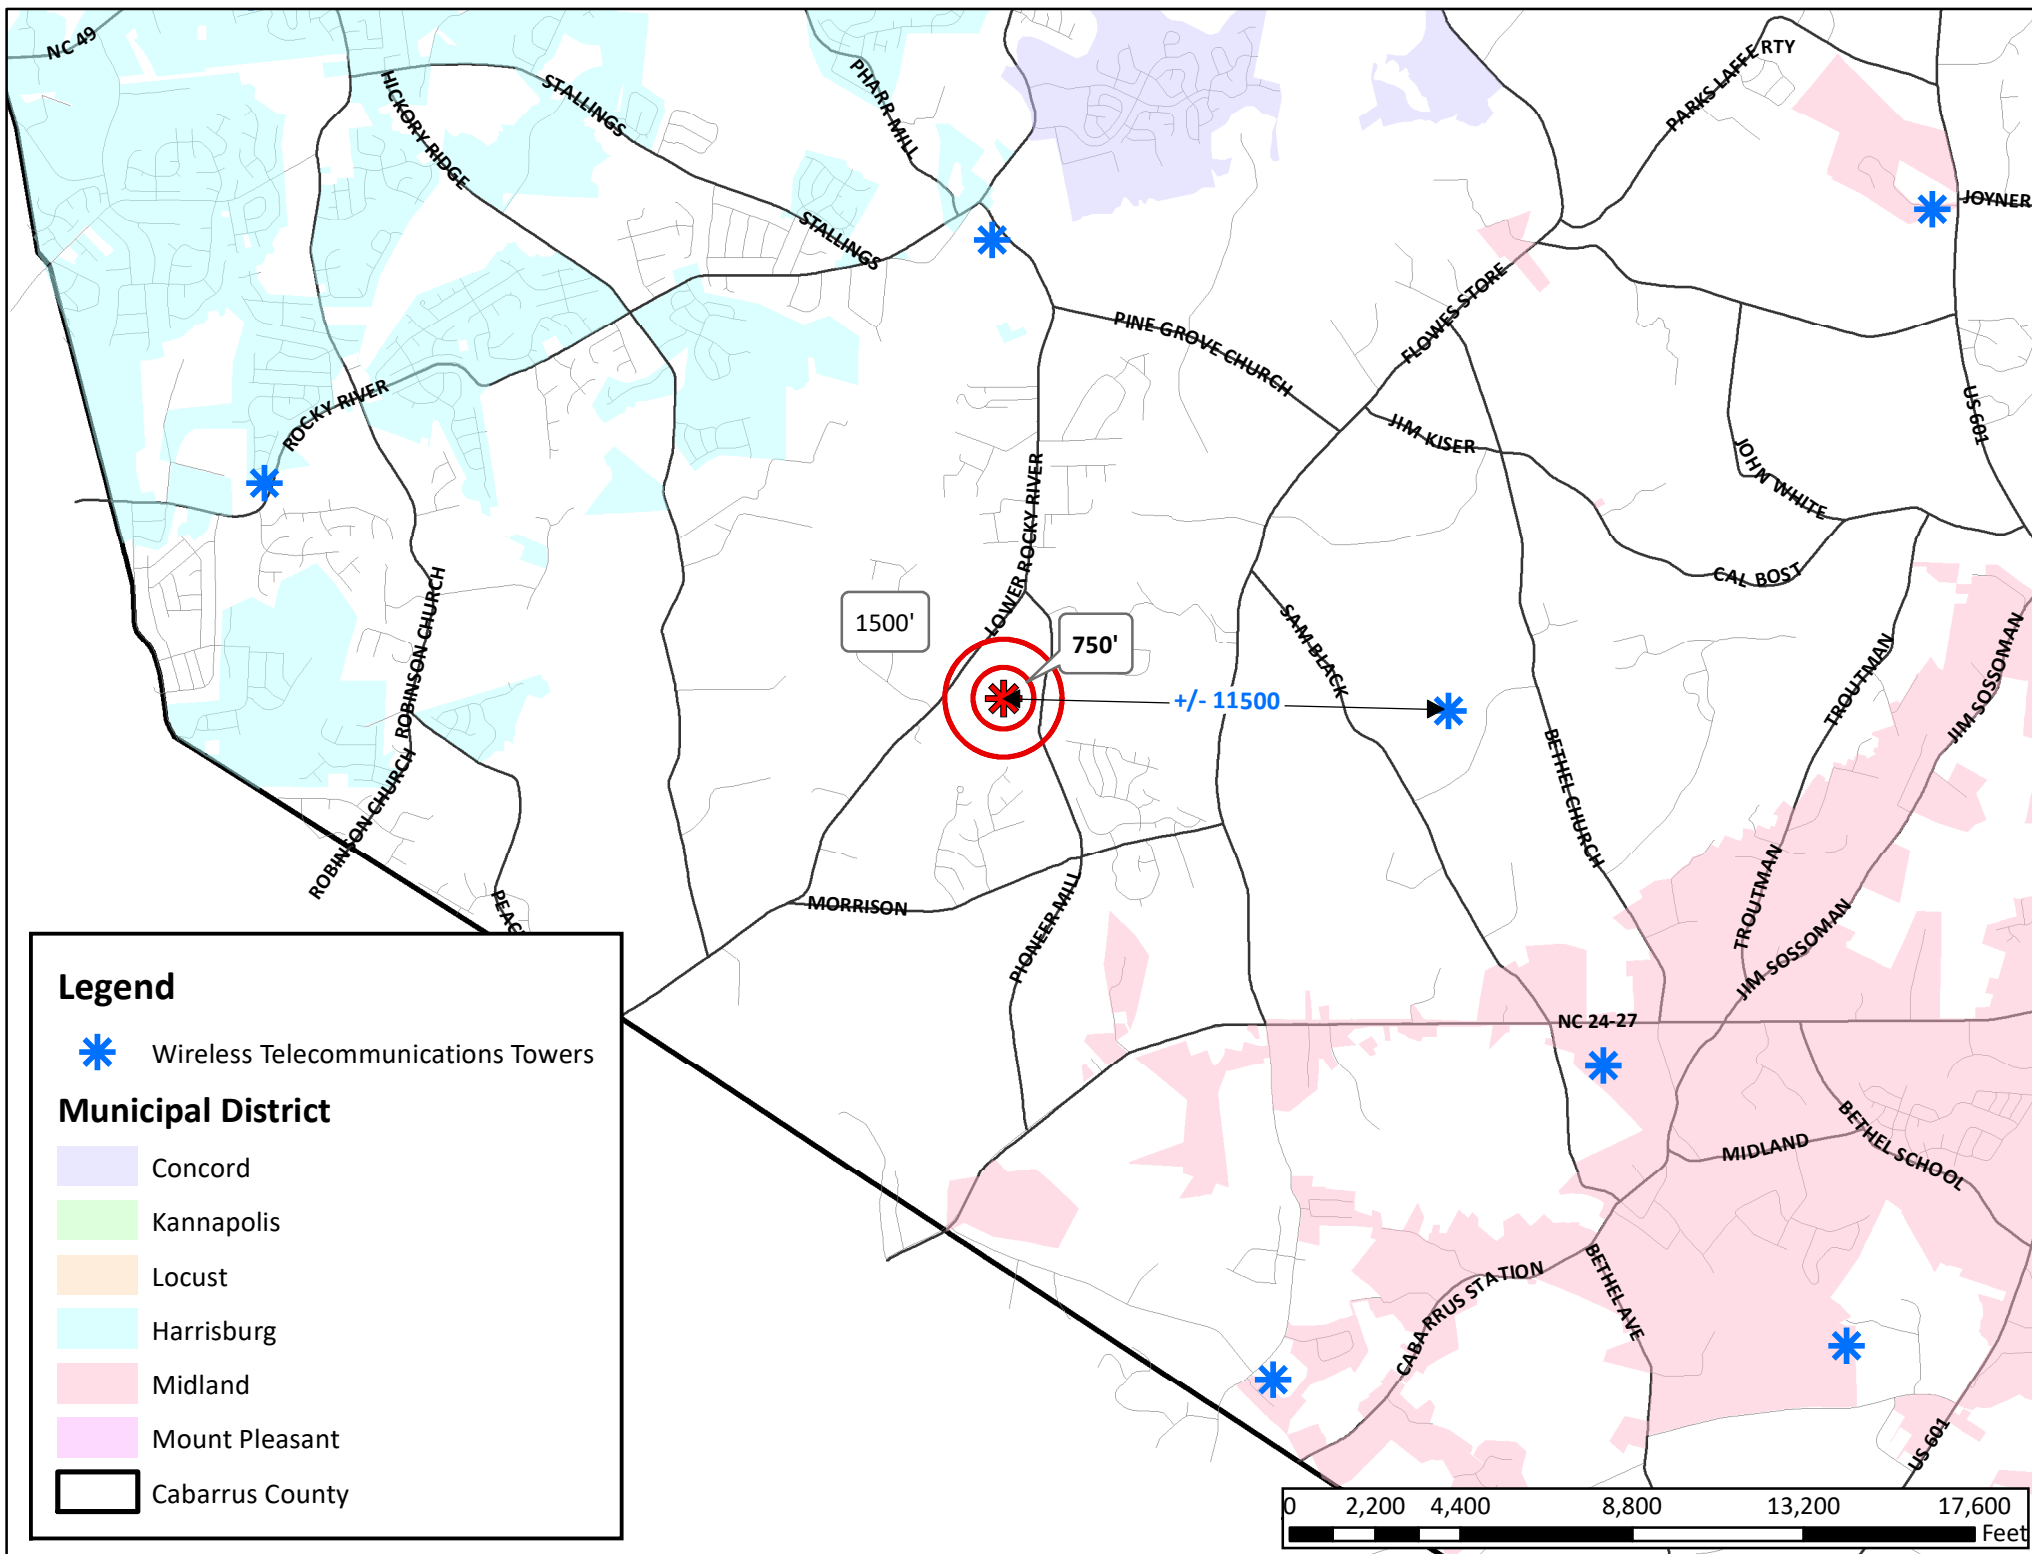 NC 49
HICKORY RIDGE
STALLINGS
PHARR MILL
STALLINGS
PARKS LAFFERTY
JOYNER
FLOWES STORE
PINE GROVE CHURCH
ROCKY RIVER
JIM KISER
US 601
JOHN WHITE
LOWER ROCKY RIVER
CAL BOST
ROBINSON CHURCH
1500'
750'
SAM BLACK
TROUTMAN
JIM SOSSOMAN
+/- 11500
BETHEL CHURCH
ROBINSON CHURCH
TROUTMAN
JIM SOSSOMAN
MORRISON
PIONEER MILL
NC 24-27
BETHEL SCHOOL
MIDLAND
CABARRUS STATION
BETHEL AVE
US 601
Legend
Wireless Telecommunications Towers
Municipal District
Concord
Kannapolis
Locust
Harrisburg
Midland
Mount Pleasant
Cabarrus County
0 2,200 4,400 8,800 13,200 17,600
Feet